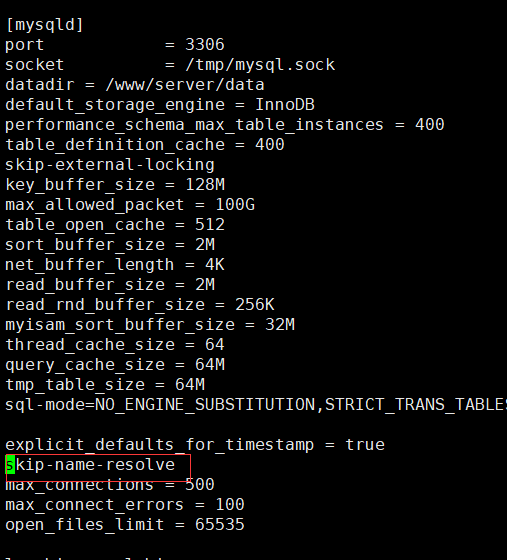 [mysqld]
port            = 3306
socket          = /tmp/mysql.sock
datadir = /www/server/data
default_storage_engine = InnoDB
performance_schema_max_table_instances = 400
table_definition_cache = 400
skip-external-locking
key_buffer_size = 128M
max_allowed_packet = 100G
table_open_cache = 512
sort_buffer_size = 2M
net_buffer_length = 4K
read_buffer_size = 2M
read_rnd_buffer_size = 256K
myisam_sort_buffer_size = 32M
thread_cache_size = 64
query_cache_size = 64M
tmp_table_size = 64M
sql-mode=NO_ENGINE_SUBSTITUTION,STRICT_TRANS_TABLES
explicit_defaults_for_timestamp = true
skip-name-resolve
max_connections = 500
max_connect_errors = 100
open_files_limit = 65535